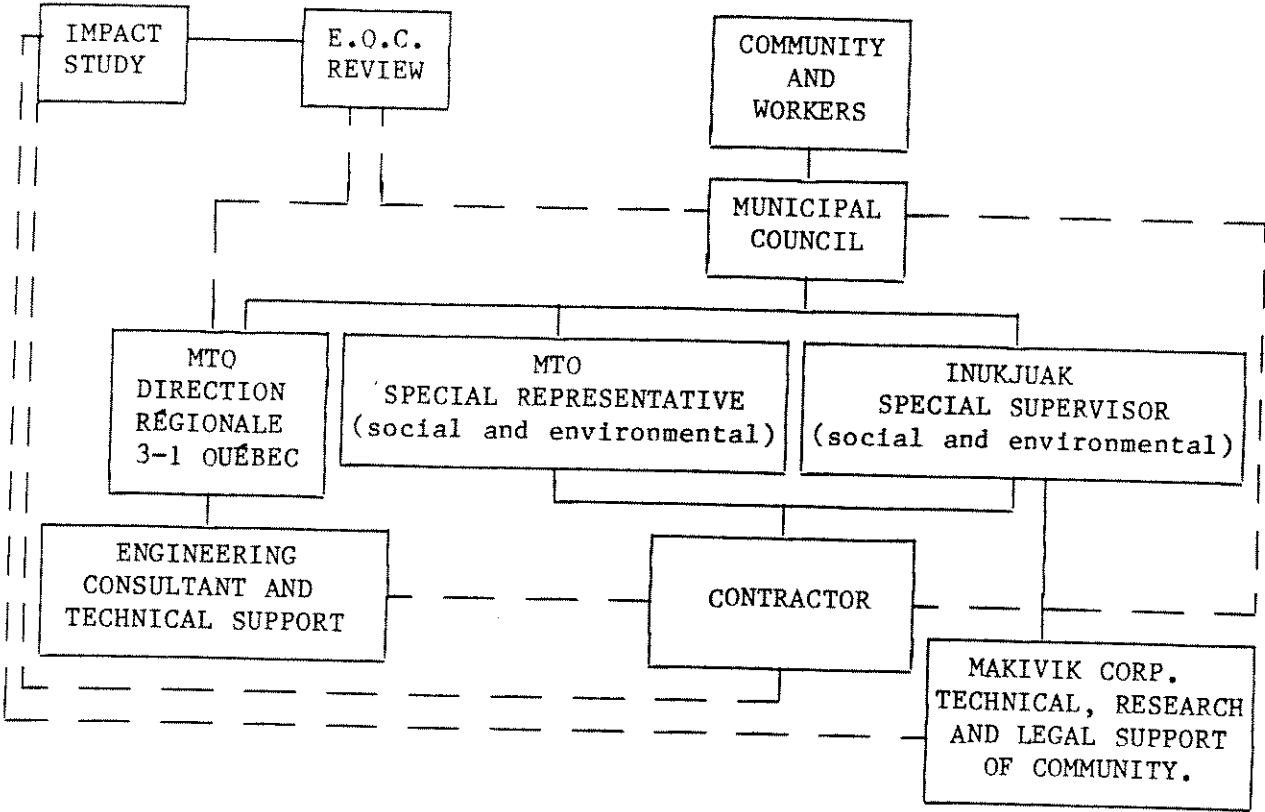 IMPACT
STUDY
E.Q.C.
REVIEW
COMMUNITY
AND
WORKERS
MUNICIPAL
COUNCIL
MTQ
DIRECTION
RÉGIONALE
3-1 QUÉBEC
MTQ
SPECIAL REPRESENTATIVE
(social and environmental)
INUKJUAK
SPECIAL SUPERVISOR
(social and environmental)
ENGINEERING
CONSULTANT AND
TECHNICAL SUPPORT
CONTRACTOR
MAKIVIK CORP.
TECHNICAL, RESEARCH
AND LEGAL SUPPORT
OF COMMUNITY.